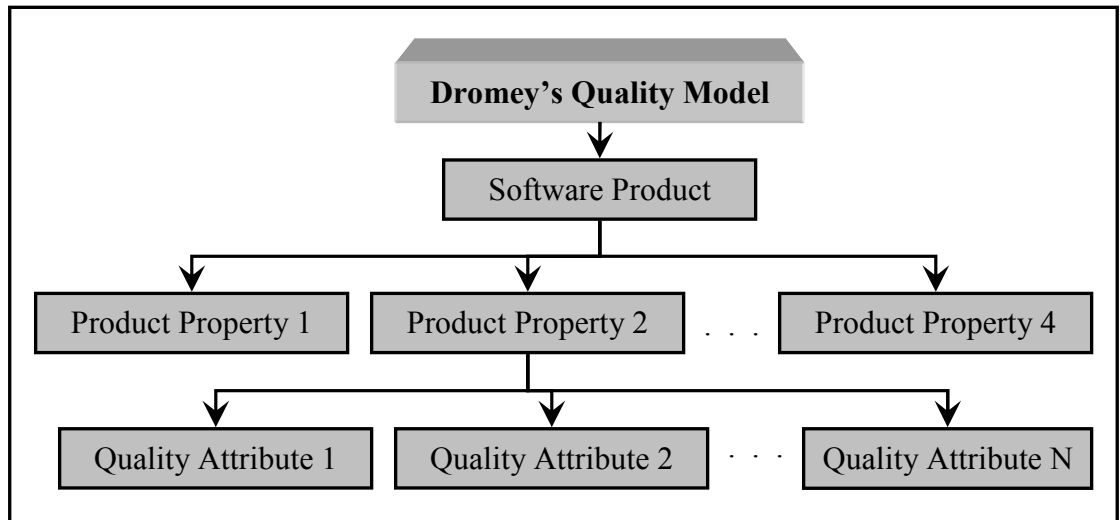 Dromey’s Quality Model
Software Product
Product Property 1
Product Property 2
. . .
Product Property 4
Quality Attribute 1
Quality Attribute 2
. . .
Quality Attribute N